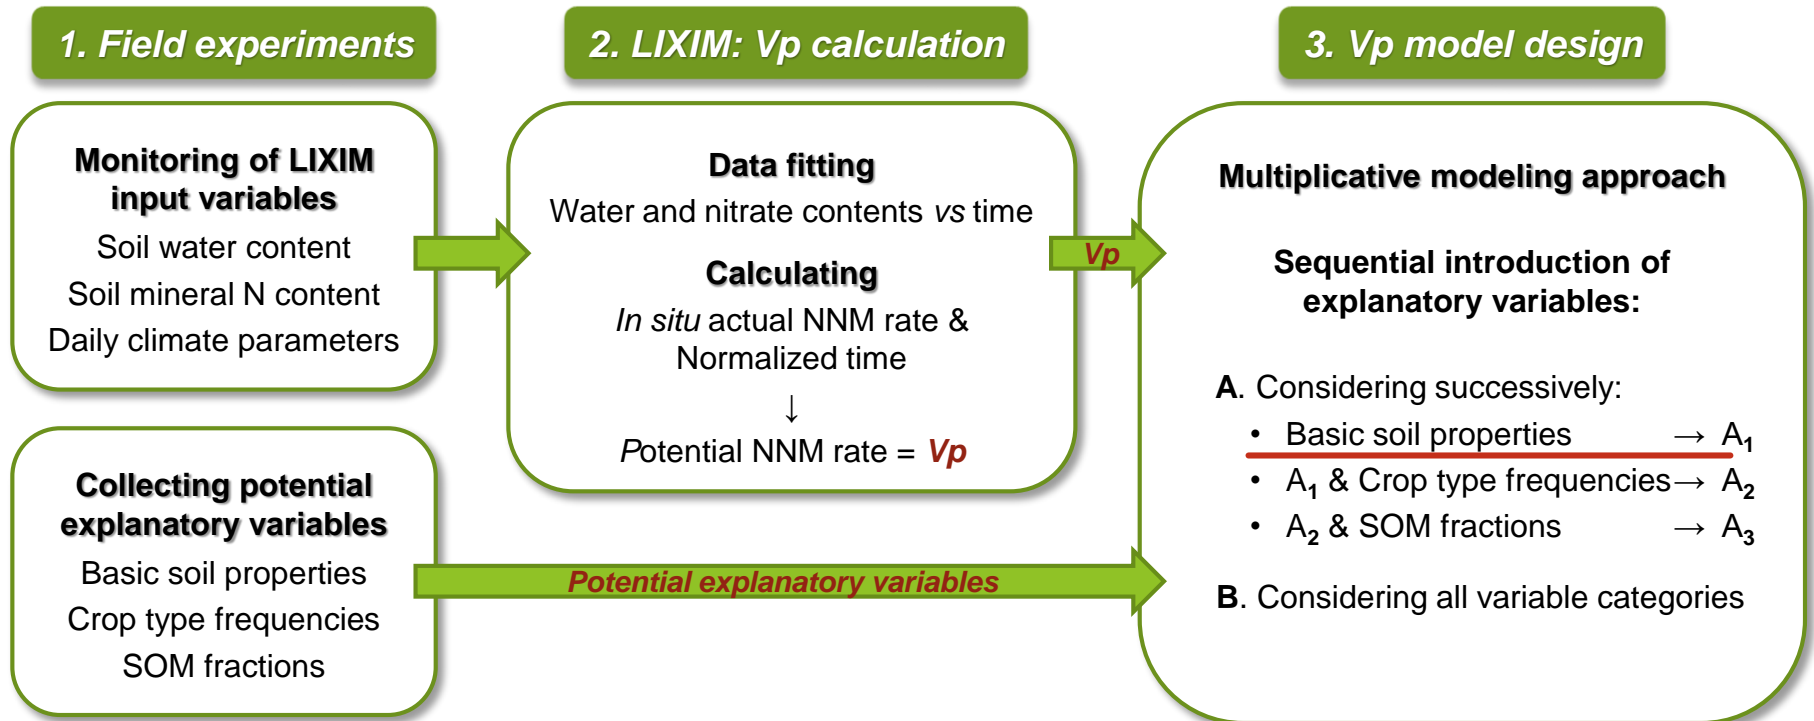 1. Field experiments
Monitoring of LIXIM
input variables
Soil water content
Soil mineral N content
Daily climate parameters
Collecting potential
explanatory variables
Basic soil properties
Crop type frequencies
SOM fractions
2. LIXIM: Vp calculation
Data fitting
Water and nitrate contents vs time
Calculating
In situ actual NNM rate &
Normalized time
↓
Potential NNM rate = Vp
Vp
Potential explanatory variables
3. Vp model design
Multiplicative modeling approach
Sequential introduction of
explanatory variables:
A. Considering successively:
• Basic soil properties → A₁
• A₁ & Crop type frequencies → A₂
• A₂ & SOM fractions → A₃
B. Considering all variable categories